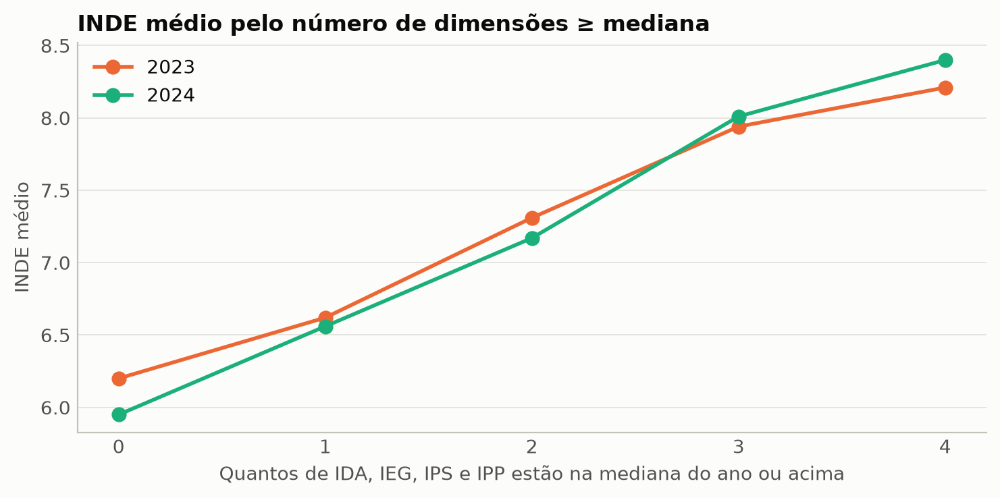 INDE médio pelo número de dimensões ≥ mediana
8.5
8.0
7.5
7.0
6.5
6.0
INDE médio
2023
2024
0 1 2 3 4
Quantos de IDA, IEG, IPS e IPP estão na mediana do ano ou acima